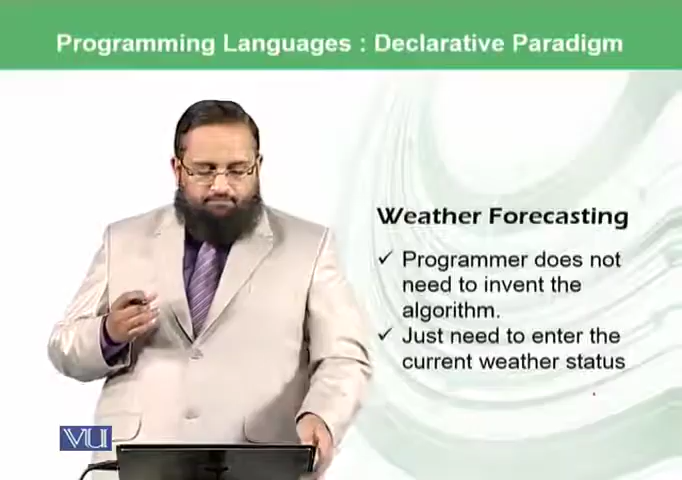 Programming Languages : Declarative Paradigm
Weather Forecasting
✓ Programmer does not
need to invent the
algorithm.
✓ Just need to enter the
current weather status
VU